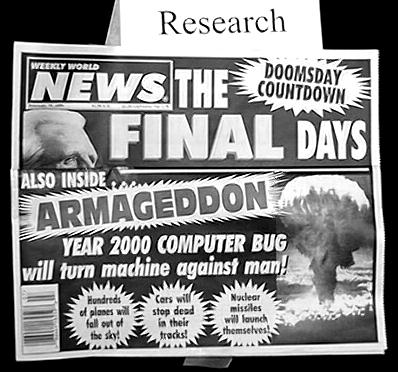 Research
WEEKLY WORLD
NEWS
DOOMSDAY
COUNTDOWN
THE
FINAL DAYS
ALSO INSIDE...
ARMAGEDDON
YEAR 2000 COMPUTER BUG
will turn machine against man!
Hundreds
of planes will
fall out of
the sky!
Cars will
stop dead
in their
tracks!
Nuclear
missiles
will launch
themselves!